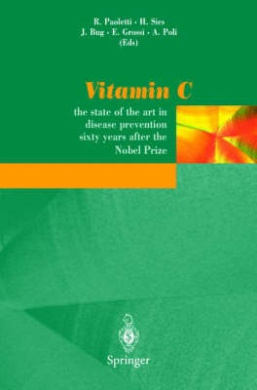 R. Paoletti · H. Sies
J. Bug · E. Grossi · A. Poli
(Eds)
Vitamin C
the state of the art in
disease prevention
sixty years after the
Nobel Prize
Springer